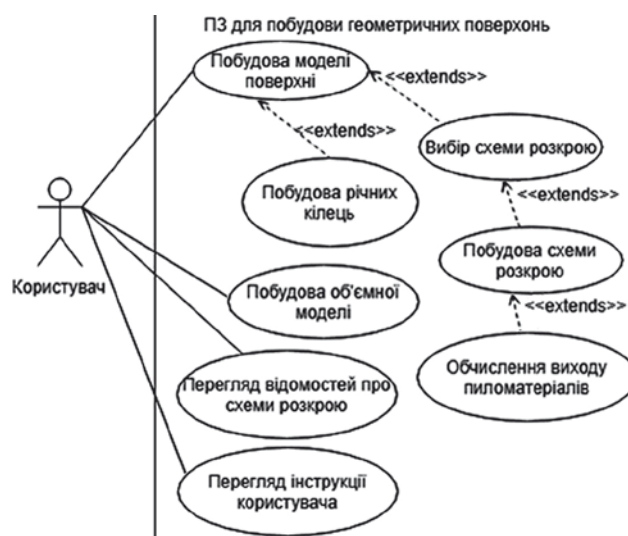 ПЗ для побудови геометричних поверхонь
Побудова моделі
поверхні
<<extends>>
<<extends>>
Вибір схеми розкрою
<<extends>>
Побудова річних
кілець
Побудова схеми
розкрою
Користувач
Побудова об'ємної
моделі
<<extends>>
Обчислення виходу
пиломатеріалів
Перегляд відомостей про
схеми розкрою
Перегляд інструкції
користувача